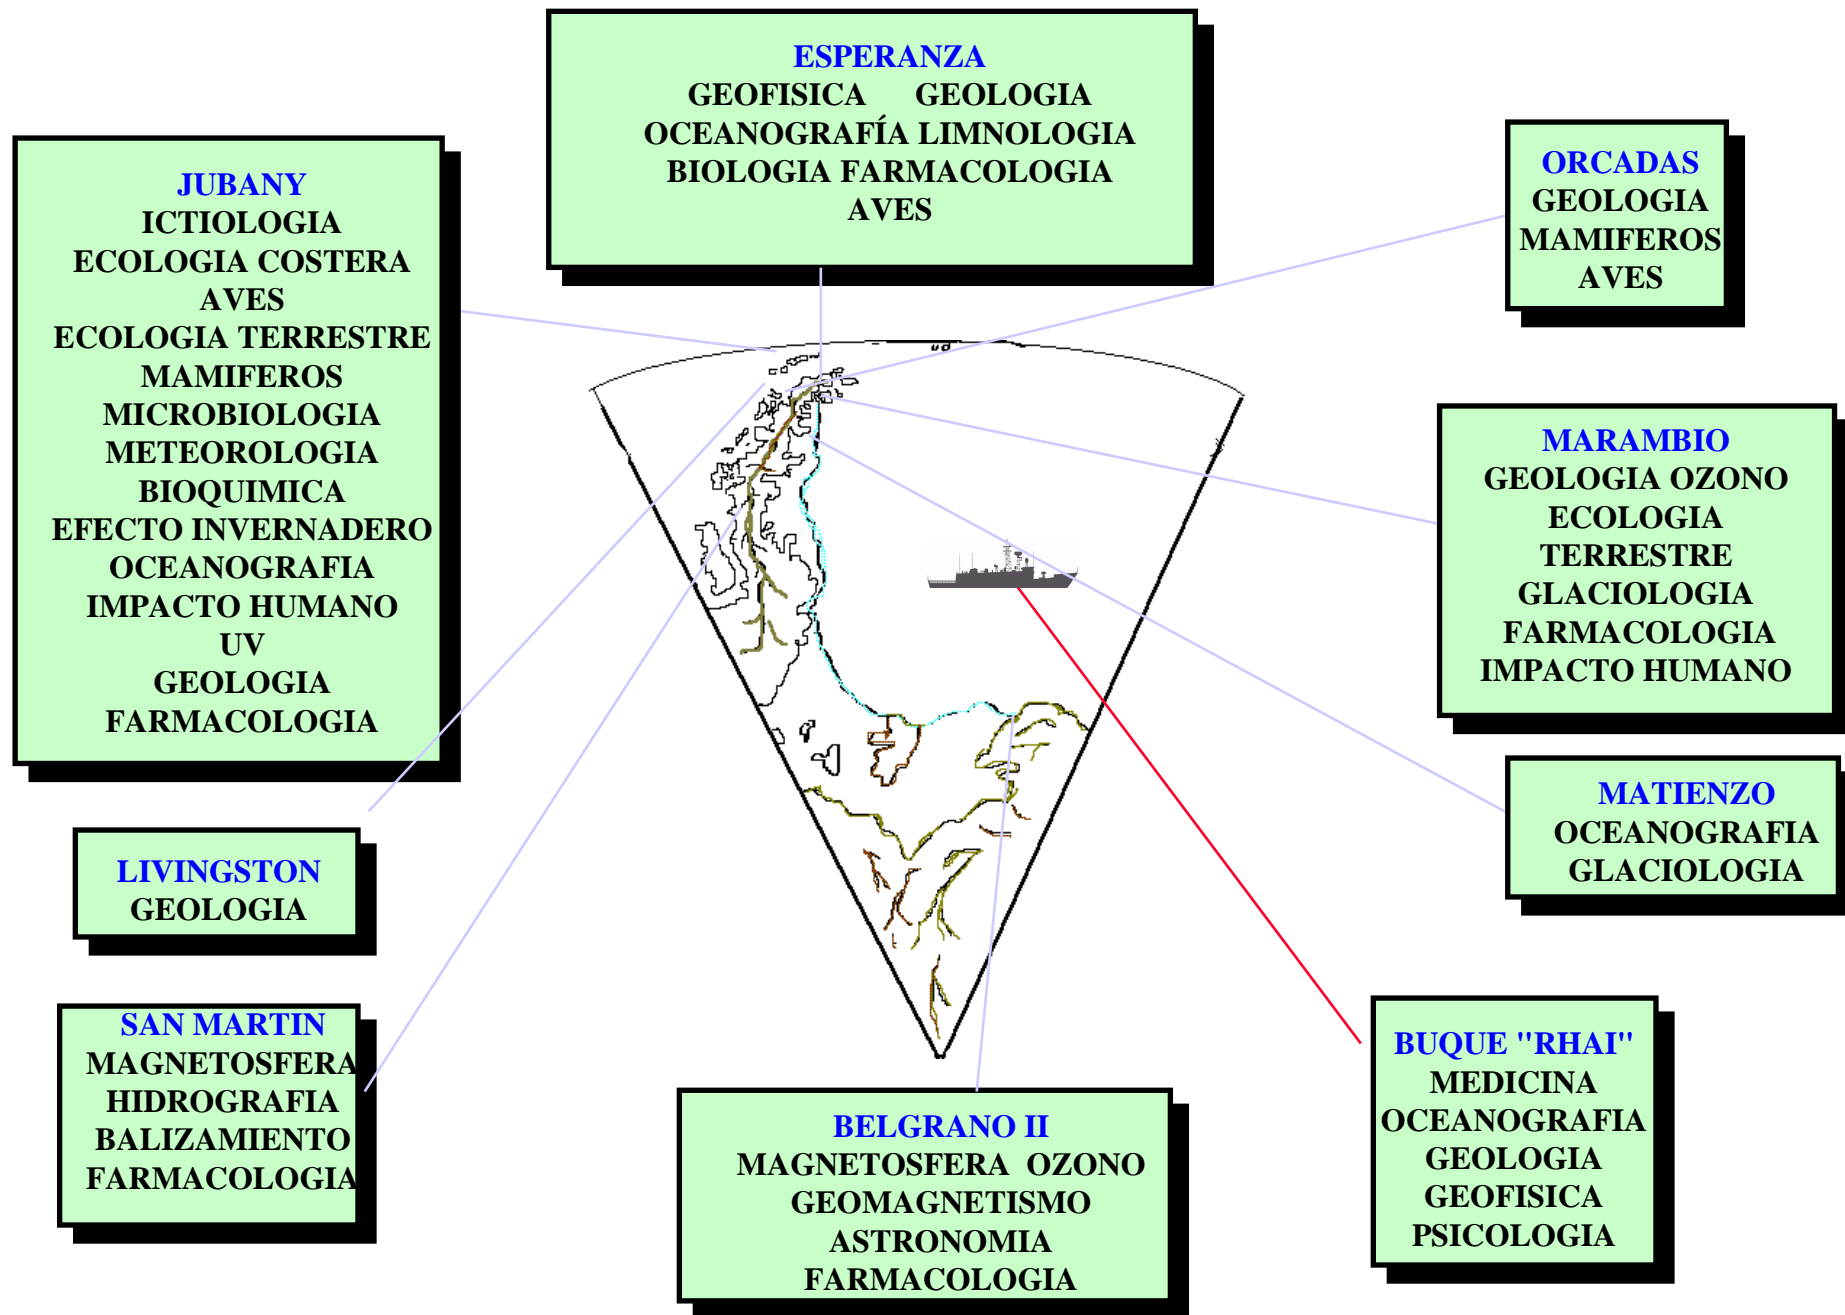 ESPERANZA
GEOFISICA GEOLOGIA
OCEANOGRAFÍA LIMNOLOGIA
BIOLOGIA FARMACOLOGIA
AVES
JUBANY
ICTIOLOGIA
ECOLOGIA COSTERA
AVES
ECOLOGIA TERRESTRE
MAMIFEROS
MICROBIOLOGIA
METEOROLOGIA
BIOQUIMICA
EFECTO INVERNADERO
OCEANOGRAFIA
IMPACTO HUMANO
UV
GEOLOGIA
FARMACOLOGIA
ORCADAS
GEOLOGIA
MAMIFEROS
AVES
MARAMBIO
GEOLOGIA OZONO
ECOLOGIA
TERRESTRE
GLACIOLOGIA
FARMACOLOGIA
IMPACTO HUMANO
MATIENZO
OCEANOGRAFIA
GLACIOLOGIA
LIVINGSTON
GEOLOGIA
SAN MARTIN
MAGNETOSFERA
HIDROGRAFIA
BALIZAMIENTO
FARMACOLOGIA
BELGRANO II
MAGNETOSFERA OZONO
GEOMAGNETISMO
ASTRONOMIA
FARMACOLOGIA
BUQUE "RHAI"
MEDICINA
OCEANOGRAFIA
GEOLOGIA
GEOFISICA
PSICOLOGIA